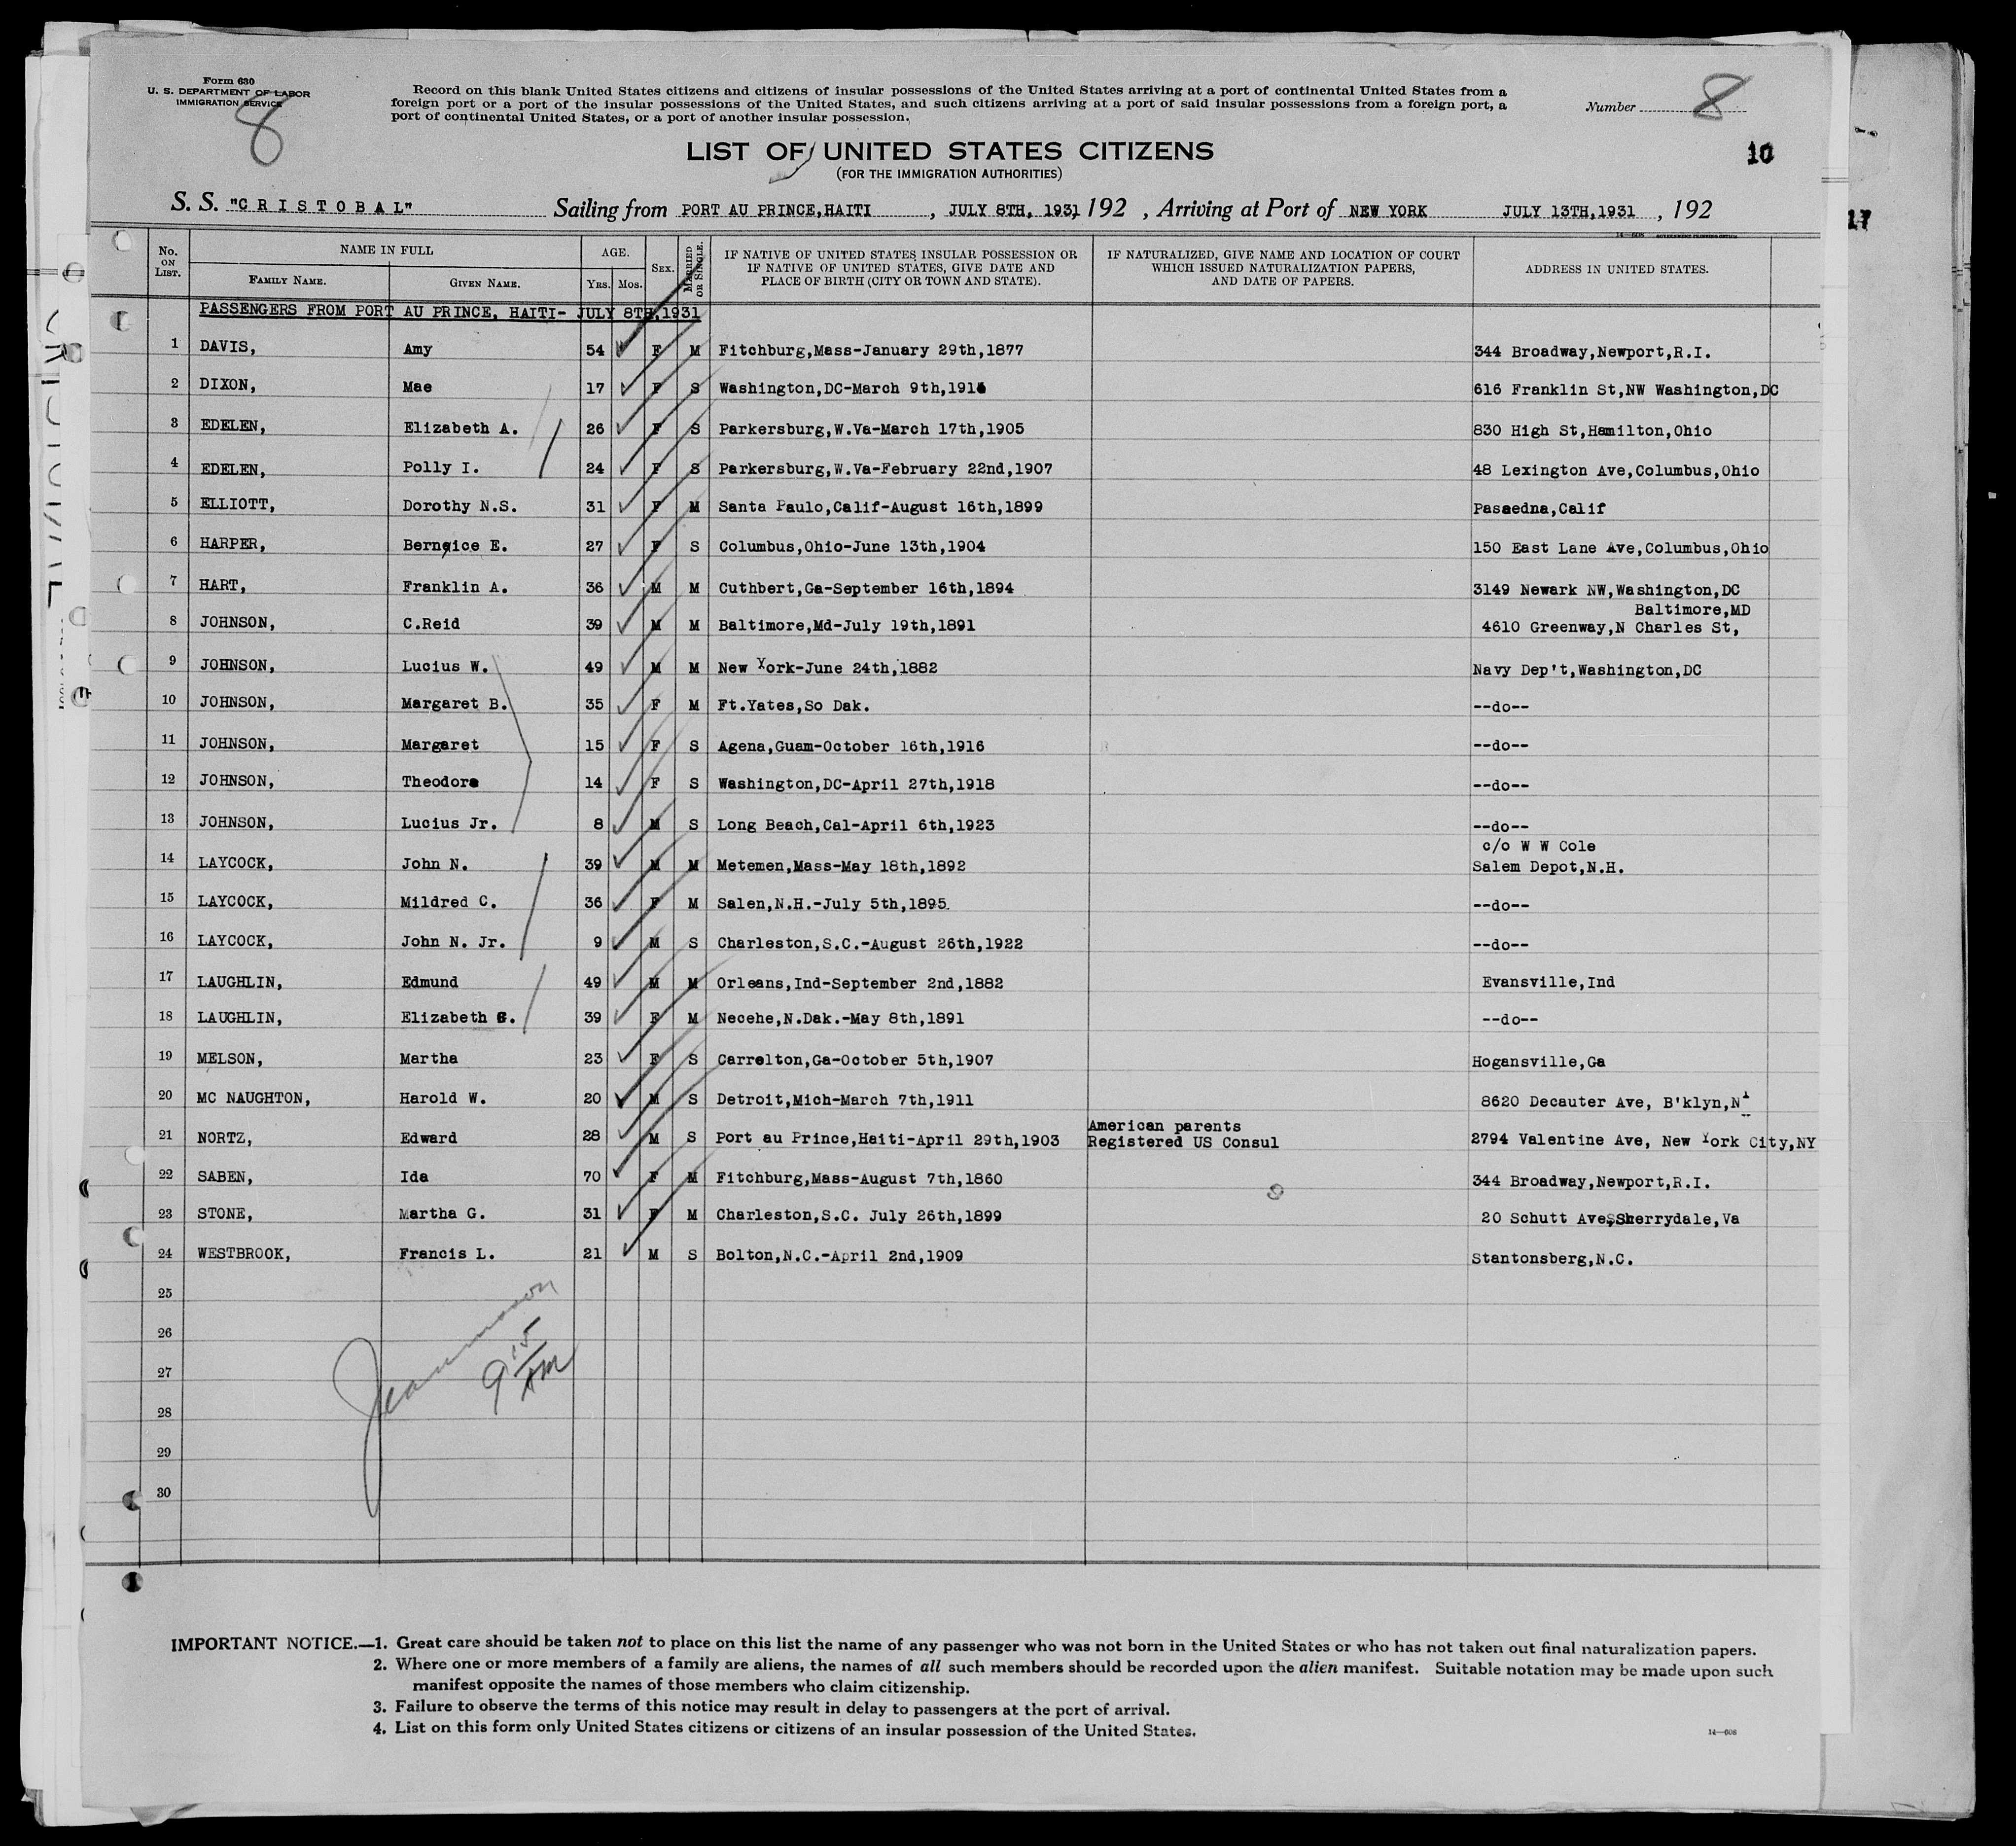 Form 630
U. S. DEPARTMENT OF LABOR
IMMIGRATION SERVICE
8
Record on this blank United States citizens and citizens of insular possessions of the United States arriving at a port of continental United States from a
foreign port or a port of the insular possessions of the United States, and such citizens arriving at a port of said insular possessions from a foreign port, a
port of continental United States, or a port of another insular possession.
Number 8
10
LIST OF UNITED STATES CITIZENS
(FOR THE IMMIGRATION AUTHORITIES)
S. S. "C R I S T O B A L" Sailing from PORT AU PRINCE,HAITI , JULY 8TH, 1931 192 , Arriving at Port of NEW YORK JULY 13TH,1931 , 192
17
14—608 GOVERNMENT PRINTING OFFICE
No. ON LIST. NAME IN FULL FAMILY NAME. GIVEN NAME. AGE. YRS. MOS. SEX. MARRIED OR SINGLE. IF NATIVE OF UNITED STATES INSULAR POSSESSION OR IF NATIVE OF UNITED STATES, GIVE DATE AND PLACE OF BIRTH (CITY OR TOWN AND STATE). IF NATURALIZED, GIVE NAME AND LOCATION OF COURT WHICH ISSUED NATURALIZATION PAPERS, AND DATE OF PAPERS. ADDRESS IN UNITED STATES.
PASSENGERS FROM PORT AU PRINCE, HAITI- JULY 8TH,1931
1 DAVIS, Amy 54 F M Fitchburg,Mass-January 29th,1877 344 Broadway,Newport,R.I.
2 DIXON, Mae 17 F S Washington,DC-March 9th,1914 616 Franklin St,NW Washington,DC
3 EDELEN, Elizabeth A. 26 F S Parkersburg,W.Va-March 17th,1905 830 High St,Hamilton,Ohio
4 EDELEN, Polly I. 24 F S Parkersburg,W.Va-February 22nd,1907 48 Lexington Ave,Columbus,Ohio
5 ELLIOTT, Dorothy N.S. 31 F M Santa Paulo,Calif-August 16th,1899 Pasaedna,Calif
6 HARPER, Berneice E. 27 F S Columbus,Ohio-June 13th,1904 150 East Lane Ave,Columbus,Ohio
7 HART, Franklin A. 36 M M Cuthbert,Ga-September 16th,1894 3149 Newark NW,Washington,DC
Baltimore,MD
8 JOHNSON, C.Reid 39 M M Baltimore,Md-July 19th,1891 4610 Greenway,N Charles St,
9 JOHNSON, Lucius W. 49 M M New York-June 24th,1882 Navy Dep't,Washington,DC
10 JOHNSON, Margaret B. 35 F M Ft.Yates,So Dak. --do--
11 JOHNSON, Margaret 15 F S Agena,Guam-October 16th,1916 --do--
12 JOHNSON, Theodora 14 F S Washington,DC-April 27th,1918 --do--
13 JOHNSON, Lucius Jr. 8 M S Long Beach,Cal-April 6th,1923 --do--
c/o W W Cole
14 LAYCOCK, John N. 39 M M Metemen,Mass-May 18th,1892 Salem Depot,N.H.
15 LAYCOCK, Mildred C. 36 F M Salen,N.H.-July 5th,1895 --do--
16 LAYCOCK, John N. Jr. 9 M S Charleston,S.C.-August 26th,1922 --do--
17 LAUGHLIN, Edmund 49 M M Orleans,Ind-September 2nd,1882 Evansville,Ind
18 LAUGHLIN, Elizabeth 39 F M Necehe,N.Dak.-May 8th,1891 --do--
19 MELSON, Martha 23 F S Carrelton,Ga-October 5th,1907 Hogansville,Ga
20 MC NAUGHTON, Harold W. 20 M S Detroit,Mich-March 7th,1911 8620 Decauter Ave, B'klyn,NY
American parents
21 NORTZ, Edward 28 M S Port au Prince,Haiti-April 29th,1903 Registered US Consul 2794 Valentine Ave, New York City,NY
22 SABEN, Ida 70 F M Fitchburg,Mass-August 7th,1860 344 Broadway,Newport,R.I.
23 STONE, Martha G. 31 F M Charleston,S.C. July 26th,1899 20 Schutt Ave,Sherrydale,Va
24 WESTBROOK, Francis L. 21 M S Bolton,N.C.-April 2nd,1909 Stantonsberg,N.C.
25
26
27
28
29
30
9 15 AM
IMPORTANT NOTICE.—1. Great care should be taken not to place on this list the name of any passenger who was not born in the United States or who has not taken out final naturalization papers.
2. Where one or more members of a family are aliens, the names of all such members should be recorded upon the alien manifest. Suitable notation may be made upon such
manifest opposite the names of those members who claim citizenship.
3. Failure to observe the terms of this notice may result in delay to passengers at the port of arrival.
4. List on this form only United States citizens or citizens of an insular possession of the United States.
14—608